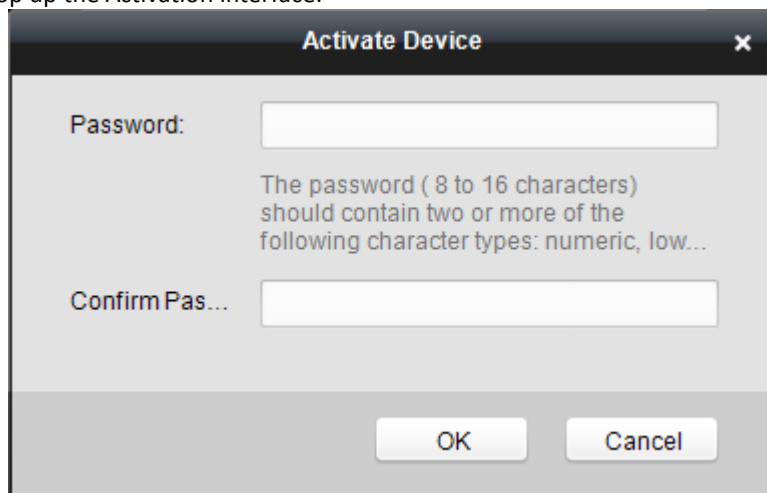 Activate Device
Password:
The password ( 8 to 16 characters)
should contain two or more of the
following character types: numeric, low...
Confirm Pas...
OK
Cancel